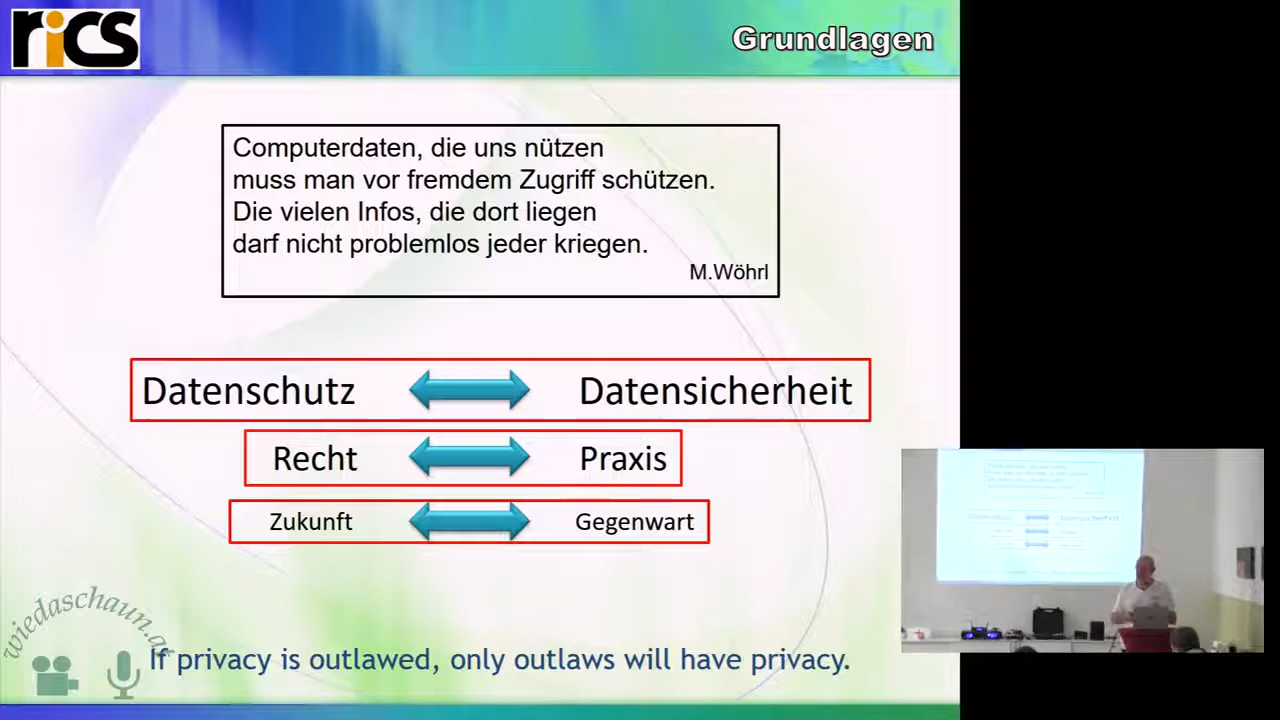 rics
Grundlagen
Computerdaten, die uns nützen
muss man vor fremdem Zugriff schützen.
Die vielen Infos, die dort liegen
darf nicht problemlos jeder kriegen.
M.Wöhrl
Datenschutz Datensicherheit
Recht Praxis
Zukunft Gegenwart
wiedaschaun.at
If privacy is outlawed, only outlaws will have privacy.